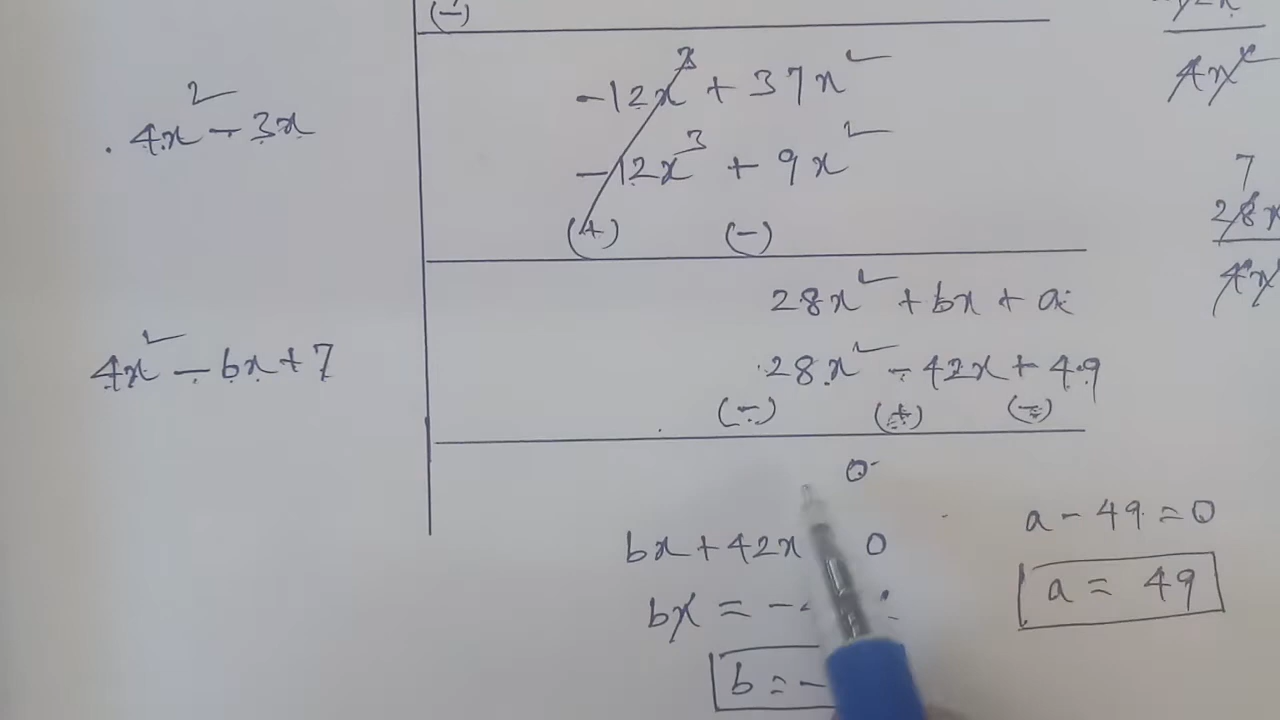 (-)
-12x³ + 37x²
4x² - 3x
-12x³ + 9x²
(+) (-)
28x² + bx + a
4x² - 6x + 7
28x² - 42x + 49
(-) (+) (-)
0
a - 49 = 0
bx + 42x 0
a = 49
bx = -
b = -
4x²
7
28x
4x